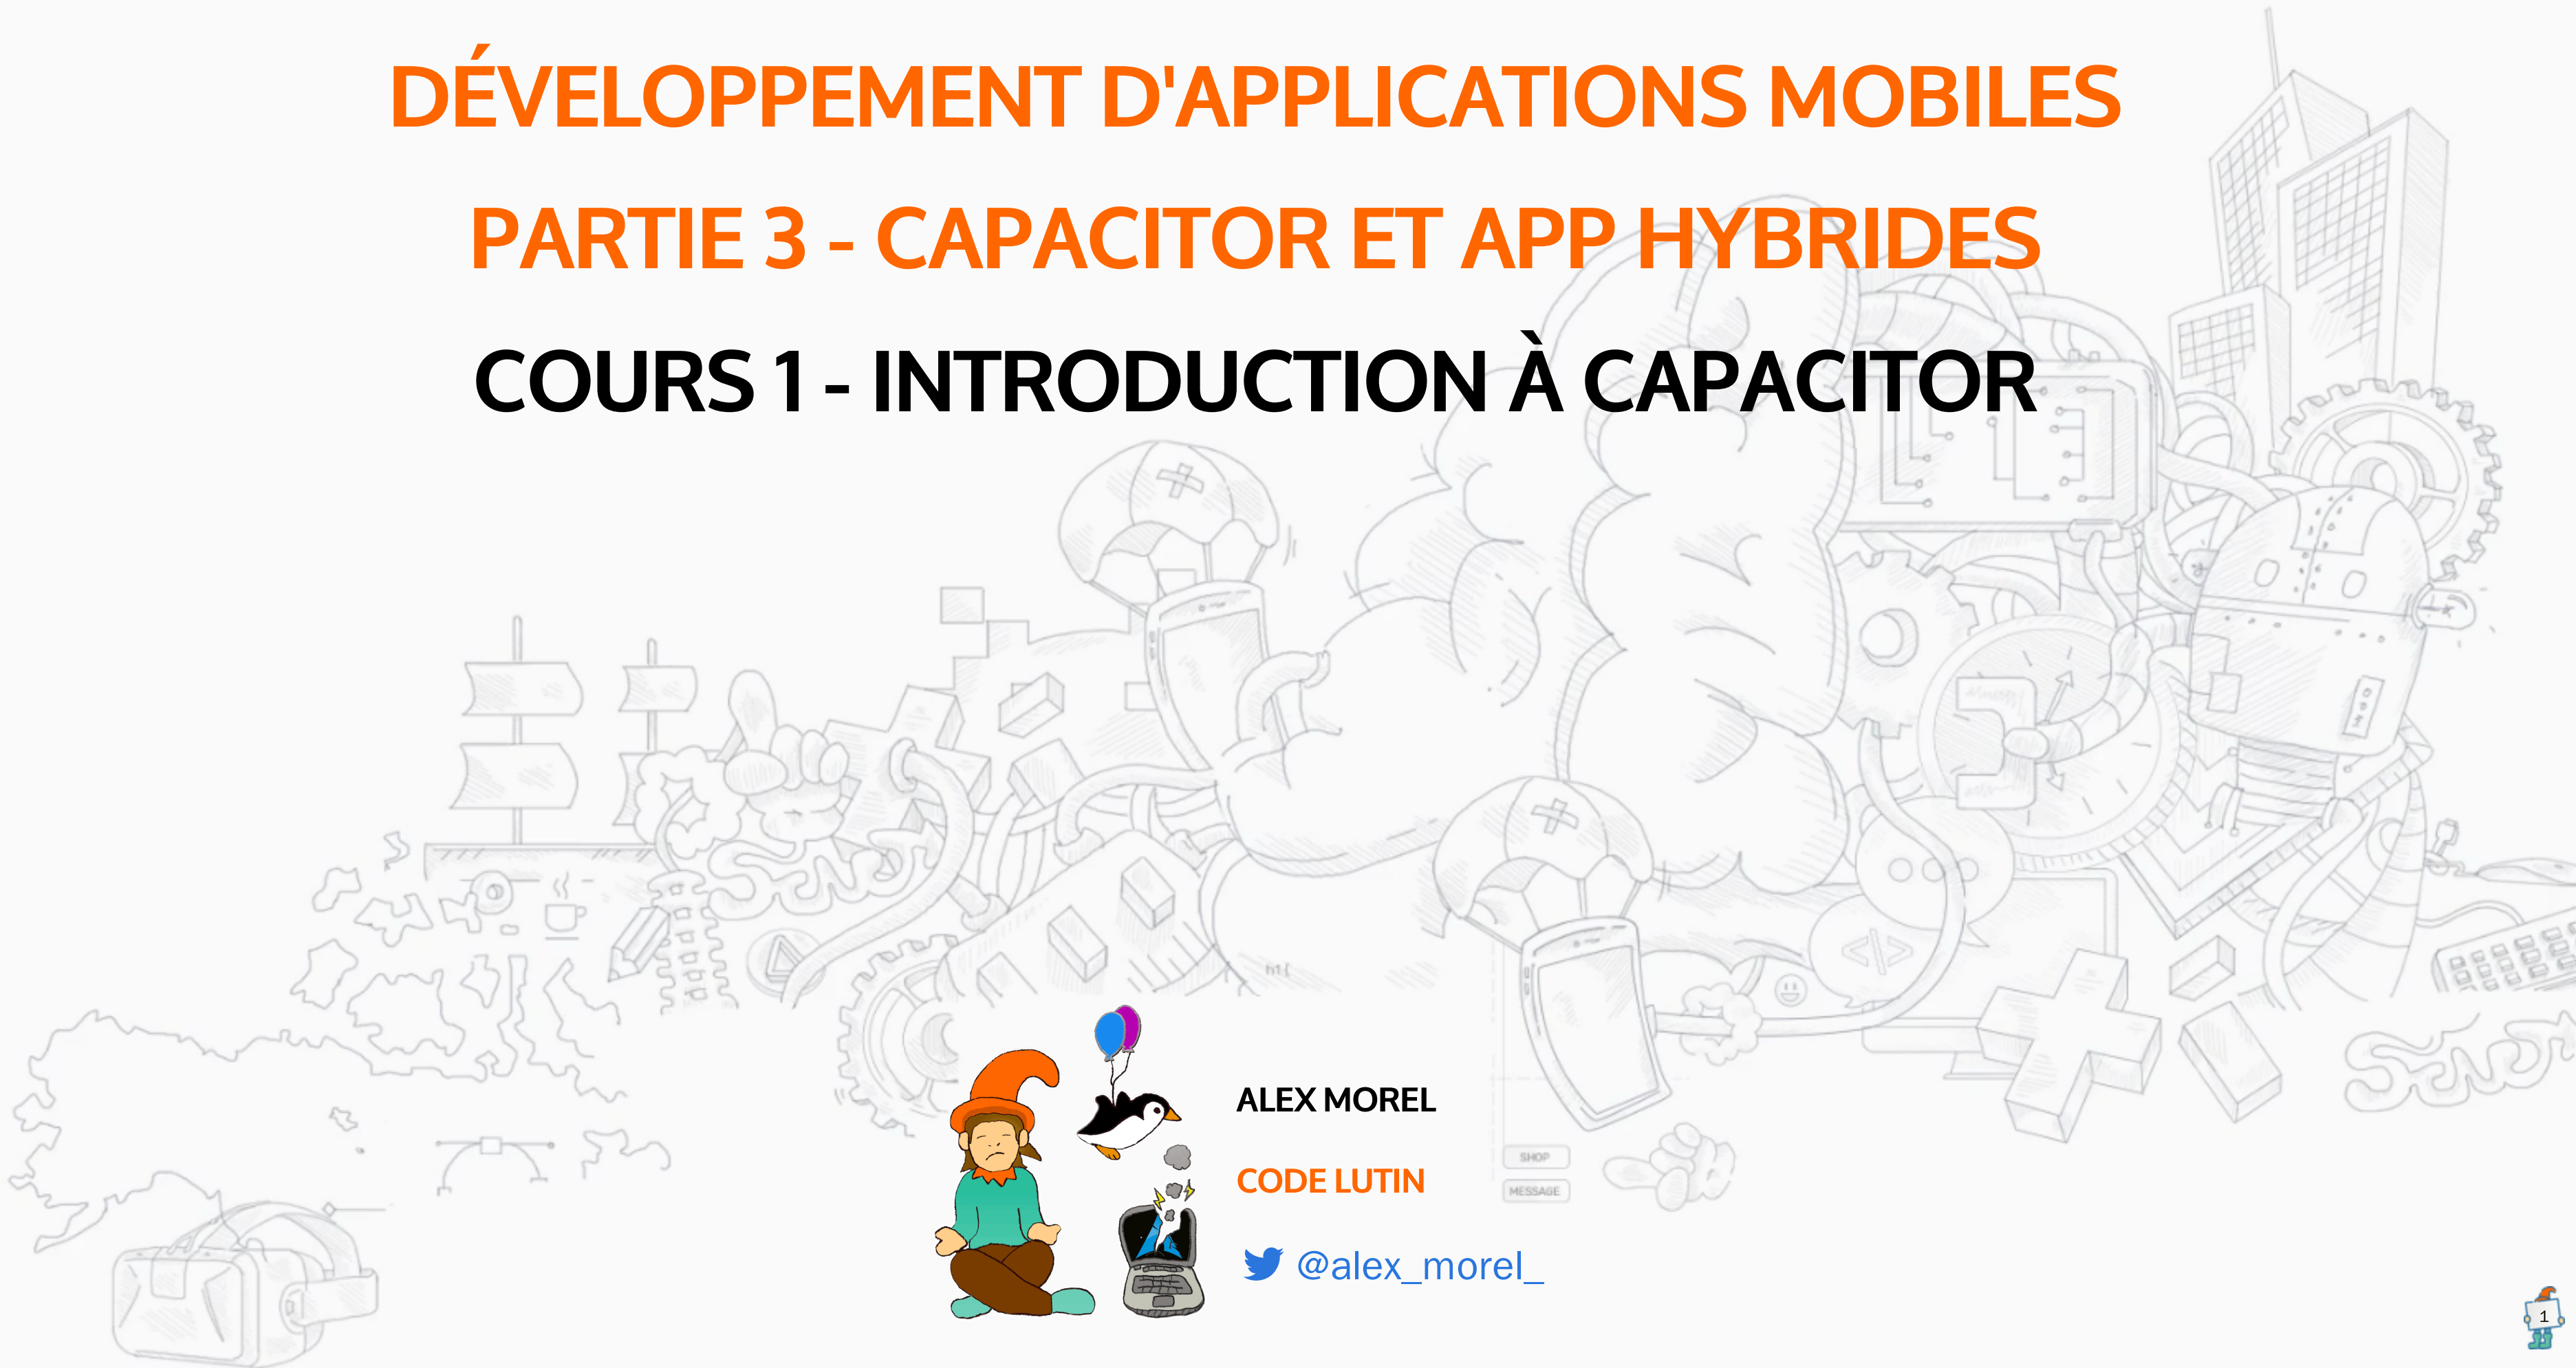 DÉVELOPPEMENT D'APPLICATIONS MOBILES
PARTIE 3 - CAPACITOR ET APP HYBRIDES
COURS 1 - INTRODUCTION À CAPACITOR
h1 {
</>
ALEX MOREL
CODE LUTIN
@alex_morel_
SHOP
MESSAGE
1